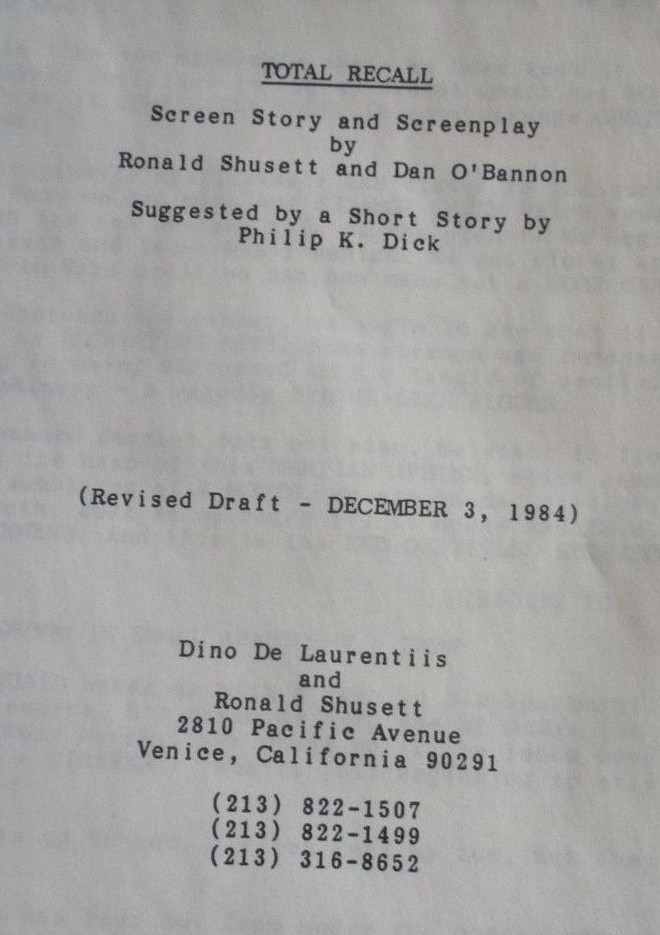 TOTAL RECALL
Screen Story and Screenplay
by
Ronald Shusett and Dan O'Bannon
Suggested by a Short Story by
Philip K. Dick
(Revised Draft - DECEMBER 3, 1984)
Dino De Laurentiis
and
Ronald Shusett
2810 Pacific Avenue
Venice, California 90291
(213) 822-1507
(213) 822-1499
(213) 316-8652